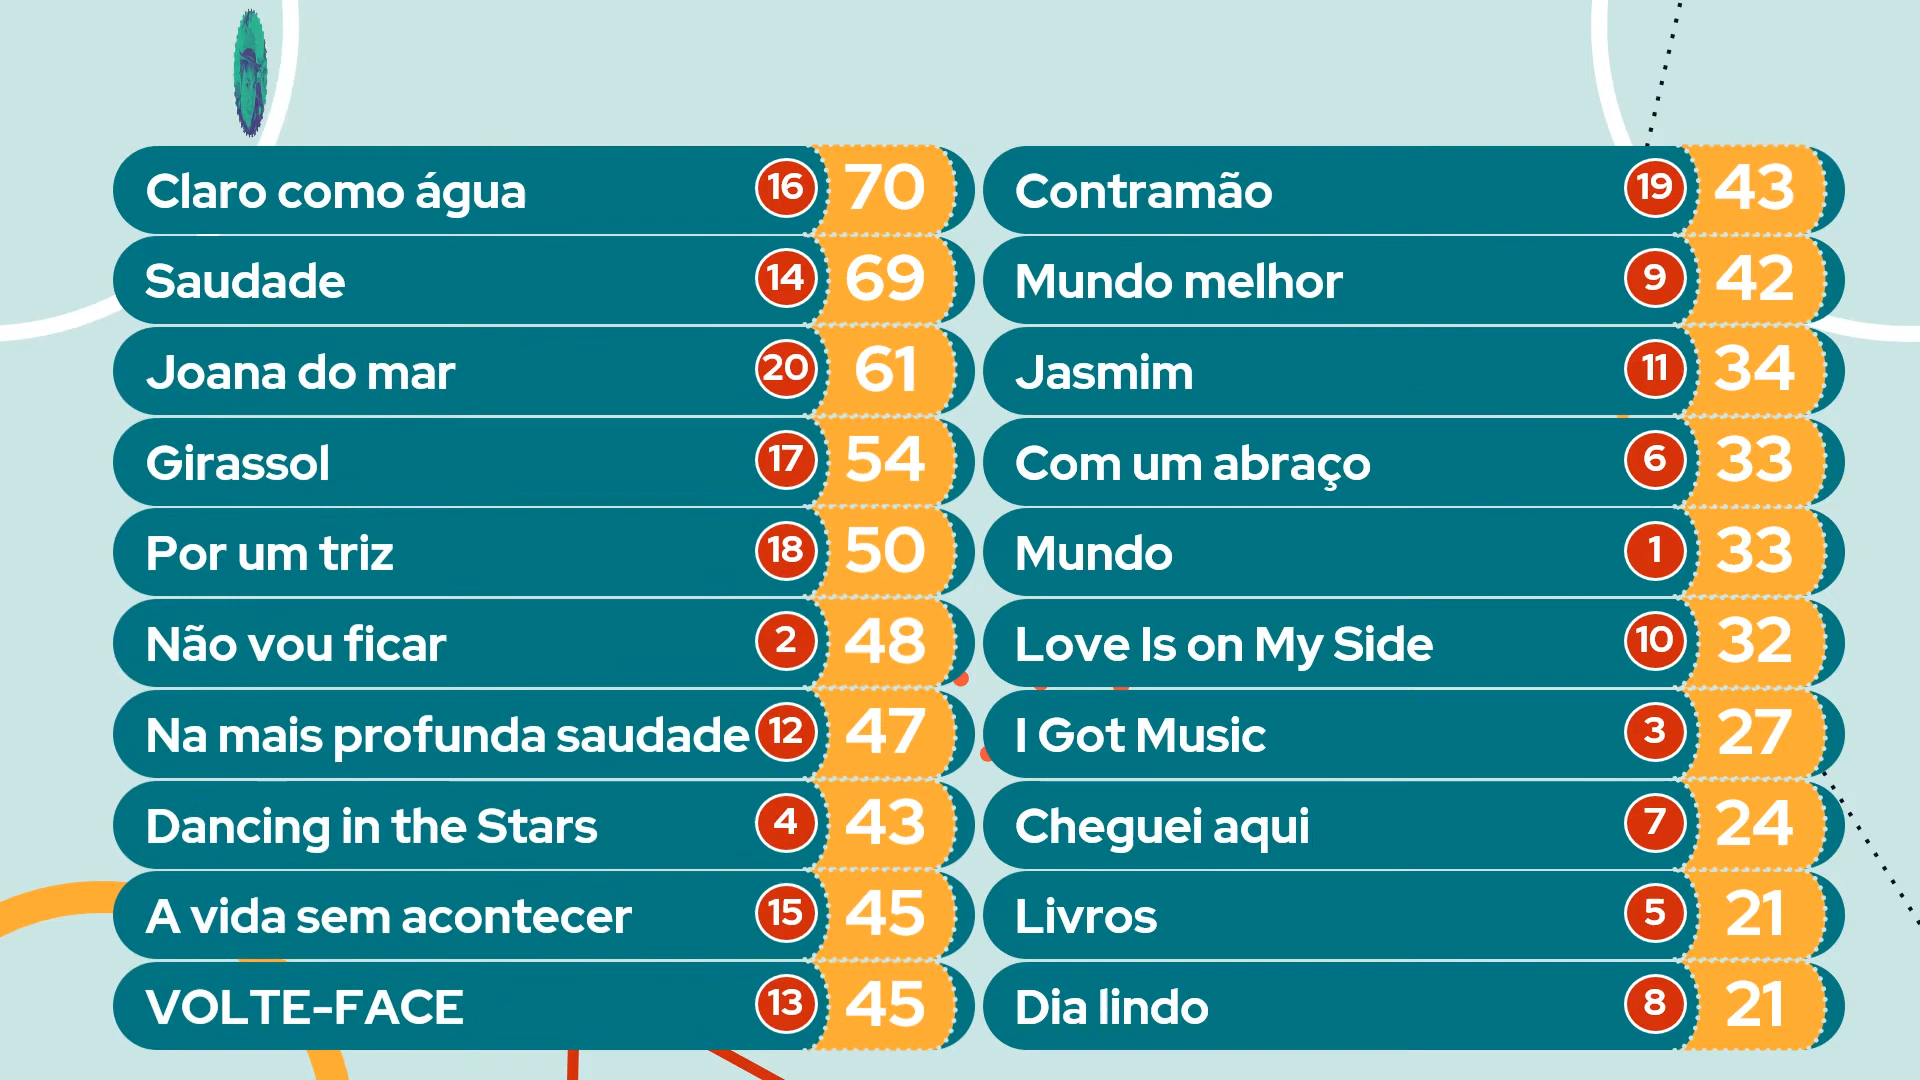 Claro como água 16 70
Saudade 14 69
Joana do mar 20 61
Girassol 17 54
Por um triz 18 50
Não vou ficar 2 48
Na mais profunda saudade 12 47
Dancing in the Stars 4 43
A vida sem acontecer 15 45
VOLTE-FACE 13 45
Contramão 19 43
Mundo melhor 9 42
Jasmim 11 34
Com um abraço 6 33
Mundo 1 33
Love Is on My Side 10 32
I Got Music 3 27
Cheguei aqui 7 24
Livros 5 21
Dia lindo 8 21